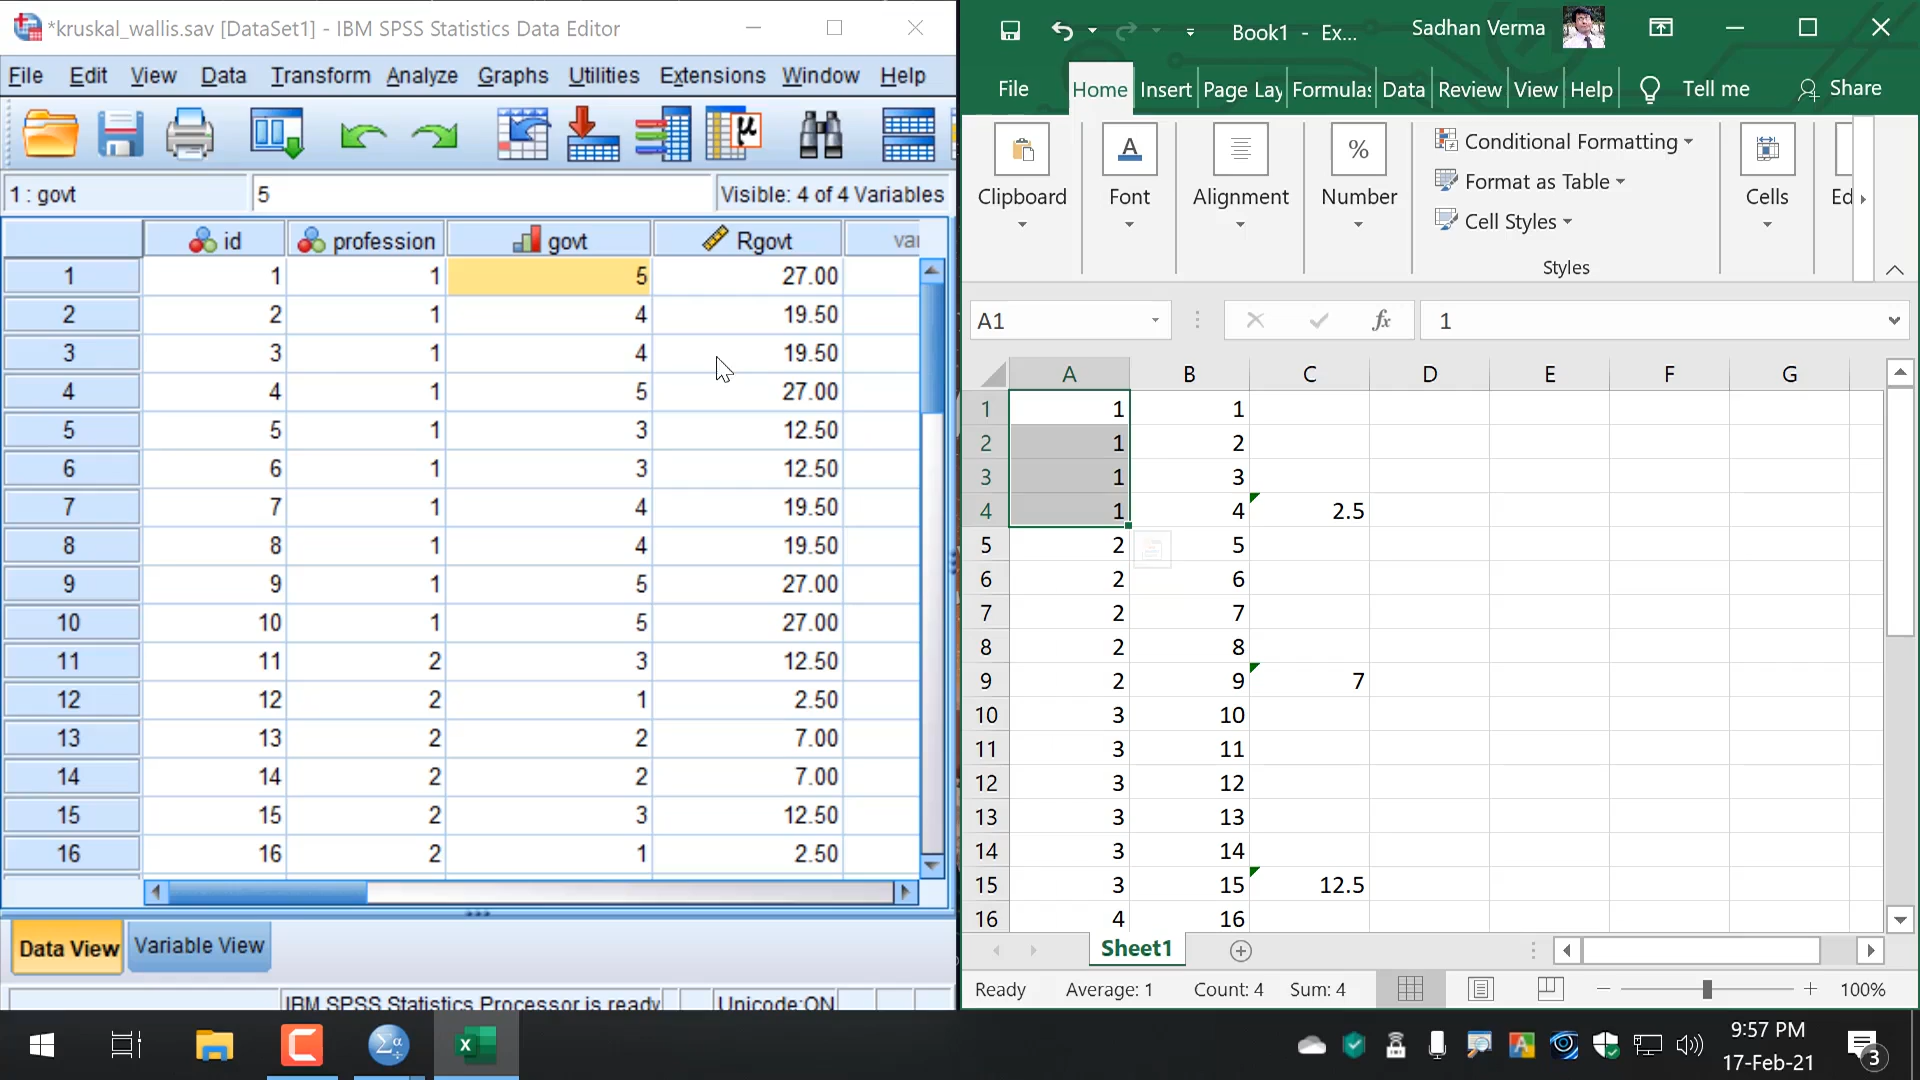 *kruskal_wallis.sav [DataSet1] - IBM SPSS Statistics Data Editor
File Edit View Data Transform Analyze Graphs Utilities Extensions Window Help
1 : govt 5 Visible: 4 of 4 Variables
id profession govt Rgovt
1 1 1 5 27.00
2 2 1 4 19.50
3 3 1 4 19.50
4 4 1 5 27.00
5 5 1 3 12.50
6 6 1 3 12.50
7 7 1 4 19.50
8 8 1 4 19.50
9 9 1 5 27.00
10 10 1 5 27.00
11 11 2 3 12.50
12 12 2 1 2.50
13 13 2 2 7.00
14 14 2 2 7.00
15 15 2 3 12.50
16 16 2 1 2.50
Data View Variable View
IBM SPSS Statistics Processor is ready Unicode:ON
Book1 - Ex... Sadhan Verma
File Home Insert Page Lay Formulas Data Review View Help Tell me Share
Clipboard Font Alignment Number
Conditional Formatting
Format as Table
Cell Styles
Styles
Cells Ed
A1 fx 1
A B C D E F G
1 1 1
2 1 2
3 1 3
4 1 4 2.5
5 2 5
6 2 6
7 2 7
8 2 8
9 2 9 7
10 3 10
11 3 11
12 3 12
13 3 13
14 3 14
15 3 15 12.5
16 4 16
Sheet1
Ready Average: 1 Count: 4 Sum: 4 100%
9:57 PM
17-Feb-21
3